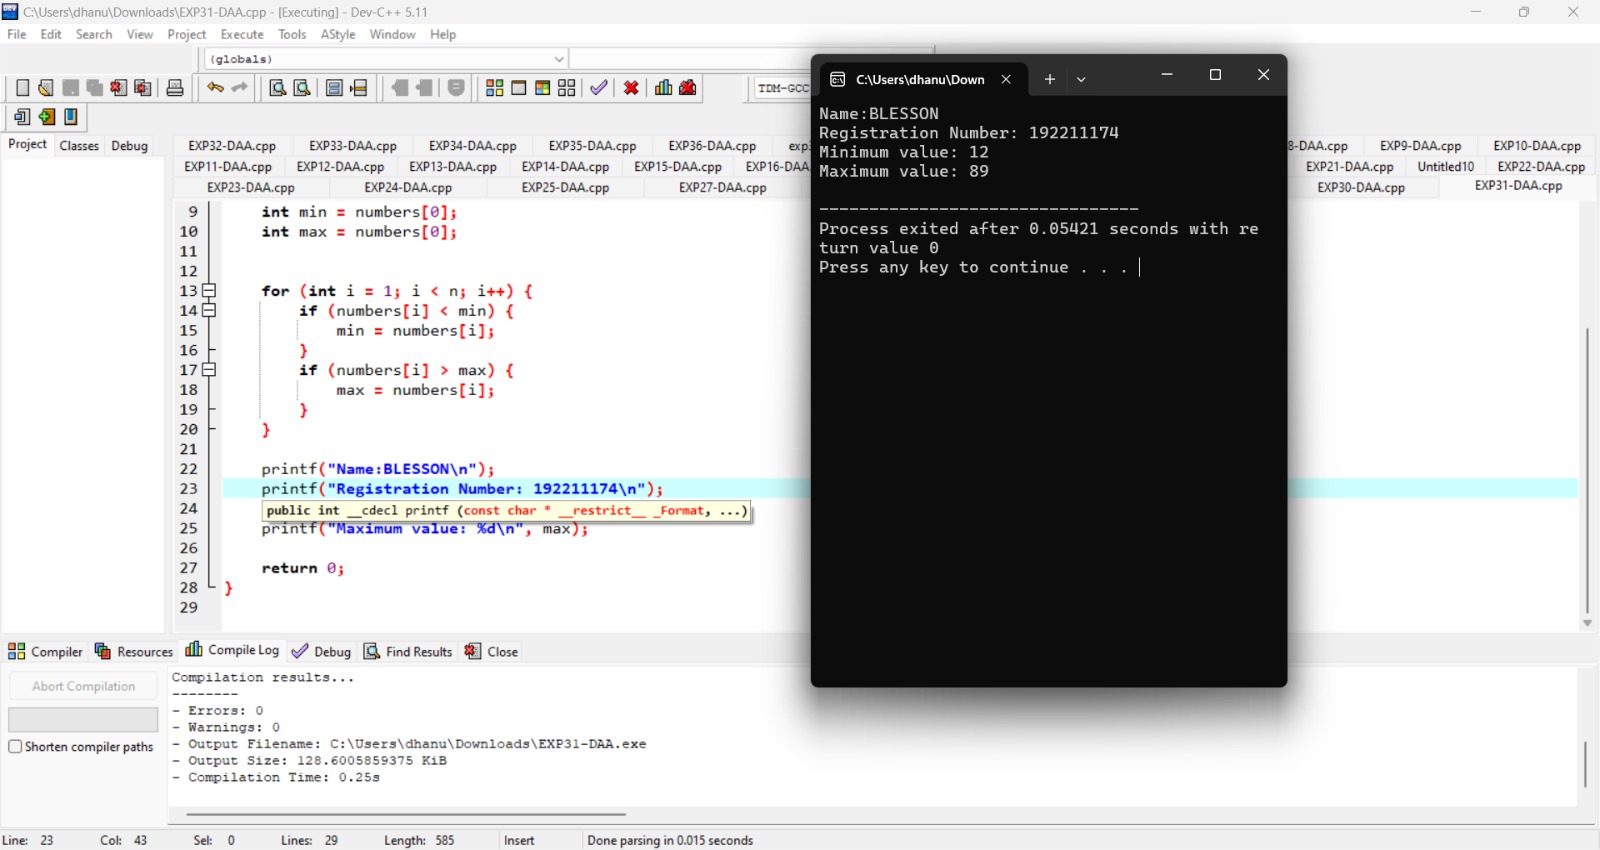 C:\Users\dhanu\Downloads\EXP31-DAA.cpp - [Executing] - Dev-C++ 5.11
File Edit Search View Project Execute Tools AStyle Window Help
(globals)
TDM-GCC
Project Classes Debug
EXP32-DAA.cpp EXP33-DAA.cpp EXP34-DAA.cpp EXP35-DAA.cpp EXP36-DAA.cpp exp3 8-DAA.cpp EXP9-DAA.cpp EXP10-DAA.cpp
EXP11-DAA.cpp EXP12-DAA.cpp EXP13-DAA.cpp EXP14-DAA.cpp EXP15-DAA.cpp EXP16-DAA EXP21-DAA.cpp Untitled10 EXP22-DAA.cpp
EXP23-DAA.cpp EXP24-DAA.cpp EXP25-DAA.cpp EXP27-DAA.cpp EXP30-DAA.cpp EXP31-DAA.cpp
9 int min = numbers[0];
10 int max = numbers[0];
11
12
13 for (int i = 1; i < n; i++) {
14 if (numbers[i] < min) {
15 min = numbers[i];
16 }
17 if (numbers[i] > max) {
18 max = numbers[i];
19 }
20 }
21
22 printf("Name:BLESSON\n");
23 printf("Registration Number: 192211174\n");
24 public int __cdecl printf (const char * __restrict__ _Format, ...)
25 printf("Maximum value: %d\n", max);
26
27 return 0;
28 }
29
C:\Users\dhanu\Down
Name:BLESSON
Registration Number: 192211174
Minimum value: 12
Maximum value: 89
--------------------------------
Process exited after 0.05421 seconds with re
turn value 0
Press any key to continue . . .
Compiler Resources Compile Log Debug Find Results Close
Abort Compilation
Shorten compiler paths
Compilation results...
--------
- Errors: 0
- Warnings: 0
- Output Filename: C:\Users\dhanu\Downloads\EXP31-DAA.exe
- Output Size: 128.6005859375 KiB
- Compilation Time: 0.25s
Line: 23 Col: 43 Sel: 0 Lines: 29 Length: 585 Insert Done parsing in 0.015 seconds